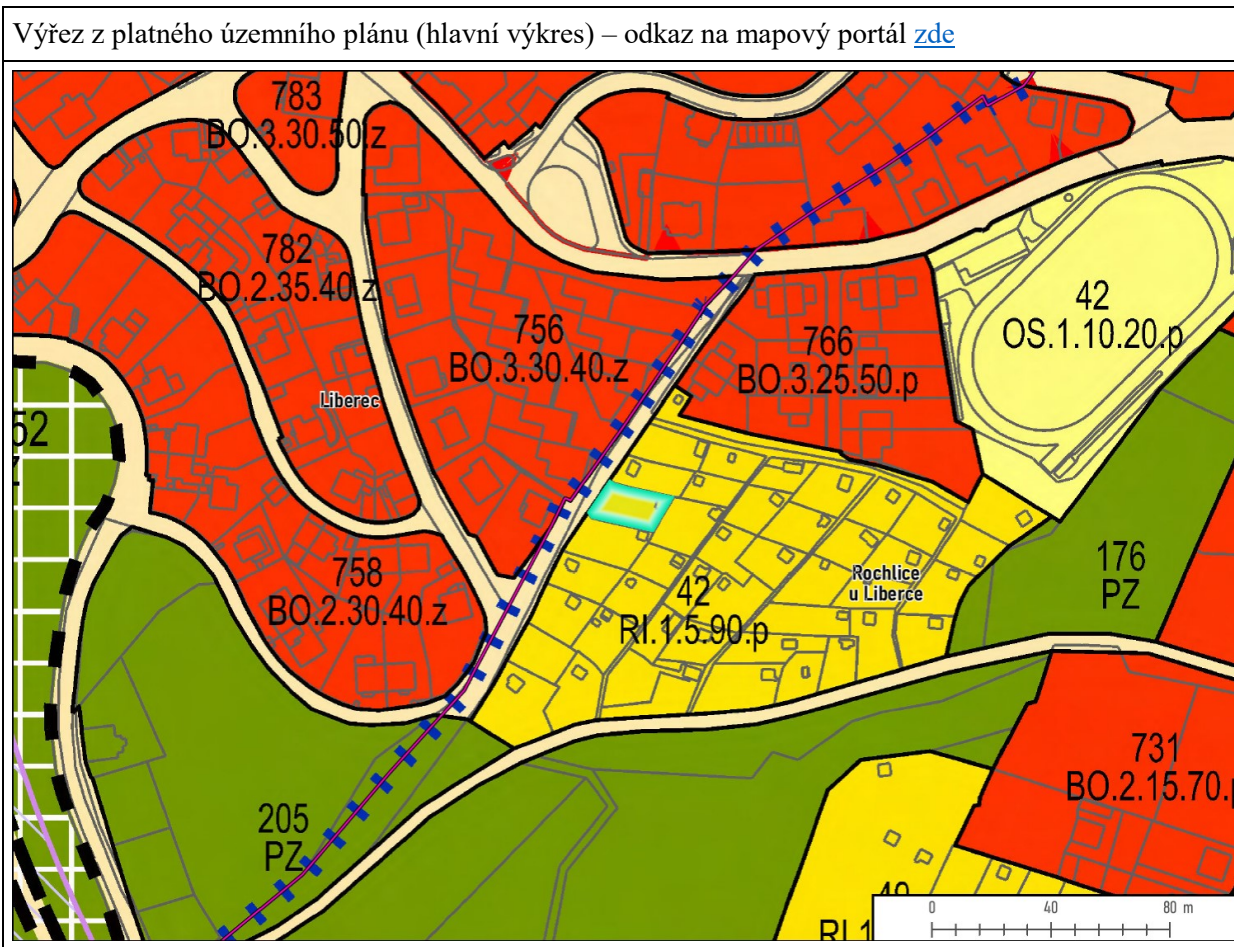 Výřez z platného územního plánu (hlavní výkres) – odkaz na mapový portál zde
783
BO.3.30.50.z
782
BO.2.35.40.z
42
OS.1.10.20.p
756
BO.3.30.40.z
766
BO.3.25.50.p
Liberec
52
758
BO.2.30.40.z
42
RI.1.5.90.p
Rochlice
u Liberce
176
PZ
731
BO.2.15.70.p
205
PZ
0 40 80 m